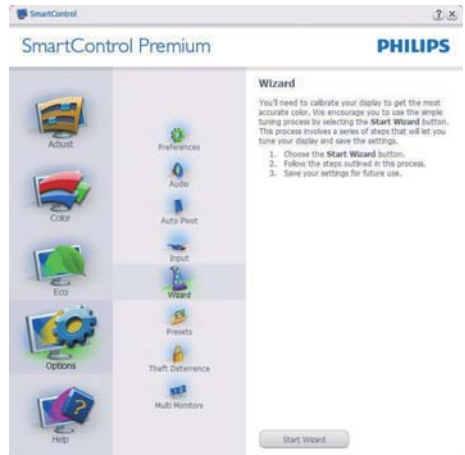 SmartControl
? X
SmartControl Premium
PHILIPS
Adjust
Color
Eco
Options
Help
Preferences
Audio
Auto Pivot
Input
Wizard
Presets
Theft Deterrence
Multi Monitors
Wizard
You'll need to calibrate your display to get the most
accurate color. We encourage you to use the simple
tuning process by selecting the Start Wizard button.
This process involves a series of steps that will let you
tune your display and save the settings.
1. Choose the Start Wizard button.
2. Follow the steps outlined in the process.
3. Save your settings for future use.
Start Wizard